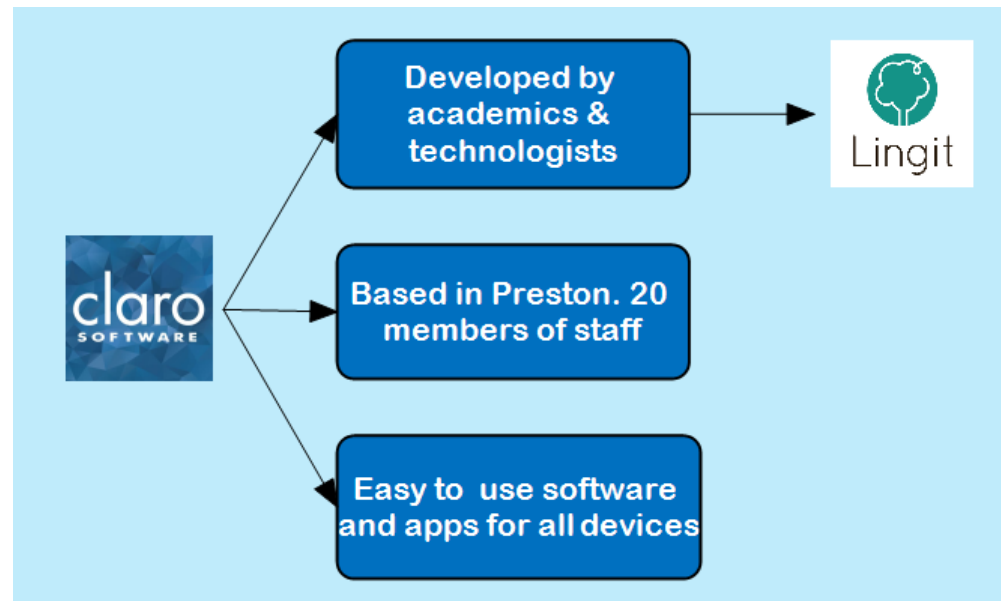 Developed by
academics &
technologists
Lingit
claro
SOFTWARE
Based in Preston. 20
members of staff
Easy to use software
and apps for all devices